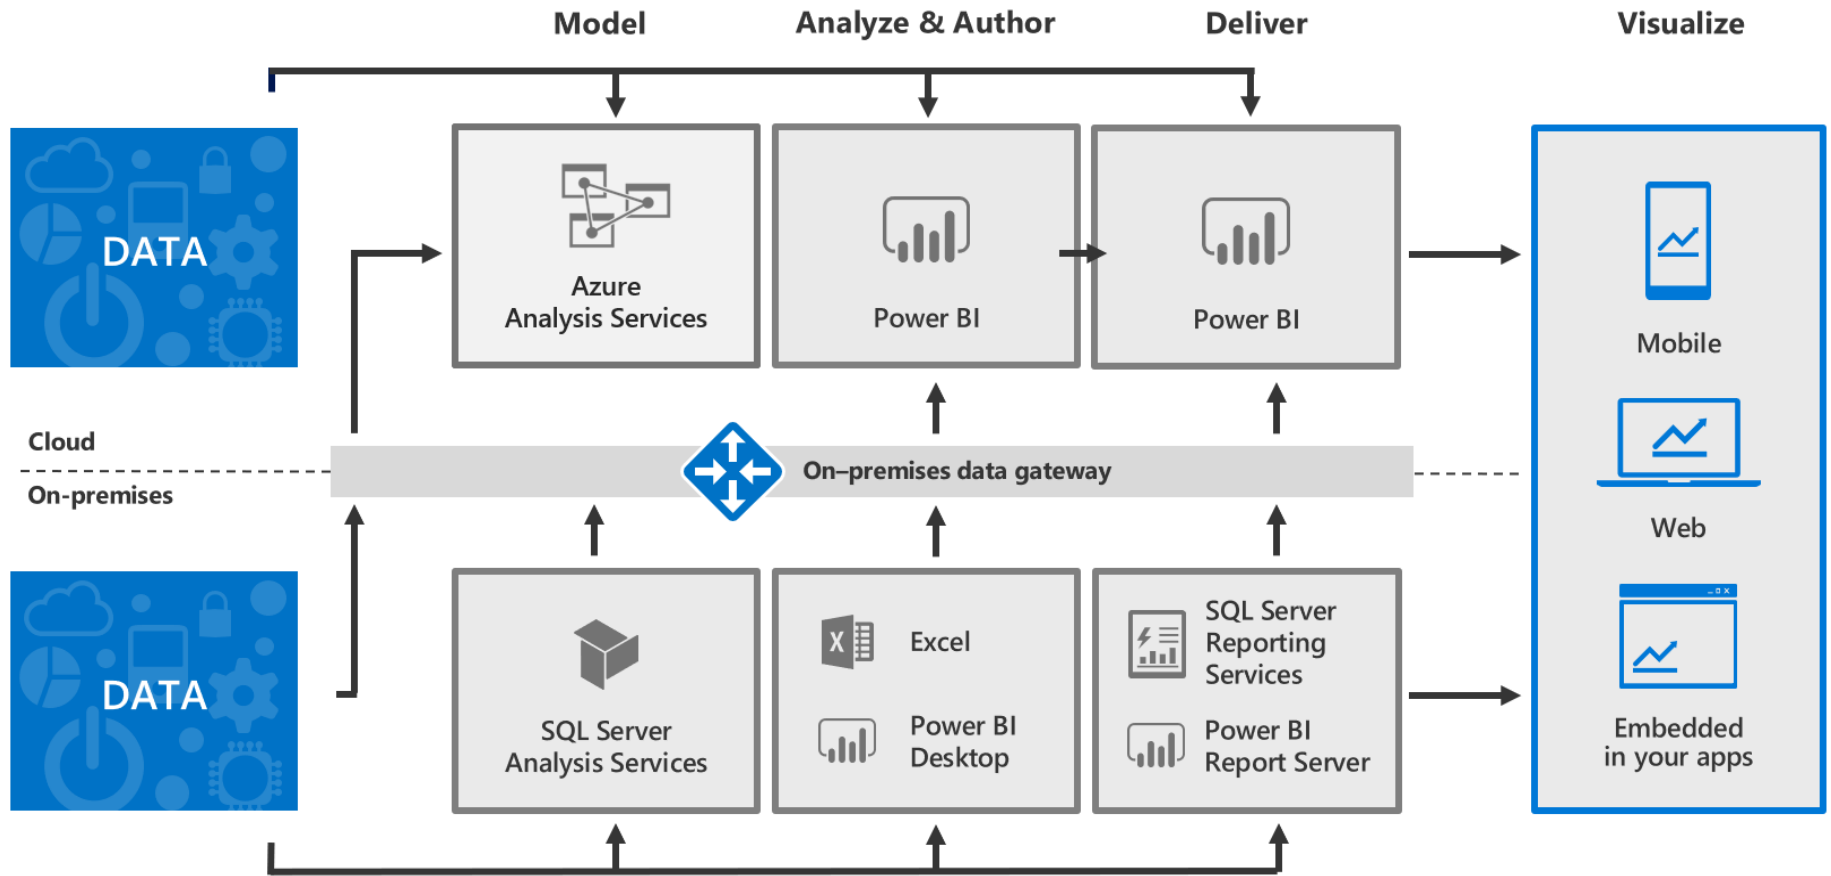 Model
Analyze & Author
Deliver
Visualize
DATA
Azure
Analysis Services
Power BI
Power BI
Mobile
Cloud
On-premises
On–premises data gateway
Web
DATA
SQL Server
Analysis Services
X
Excel
Power BI
Desktop
SQL Server
Reporting
Services
Power BI
Report Server
Embedded
in your apps